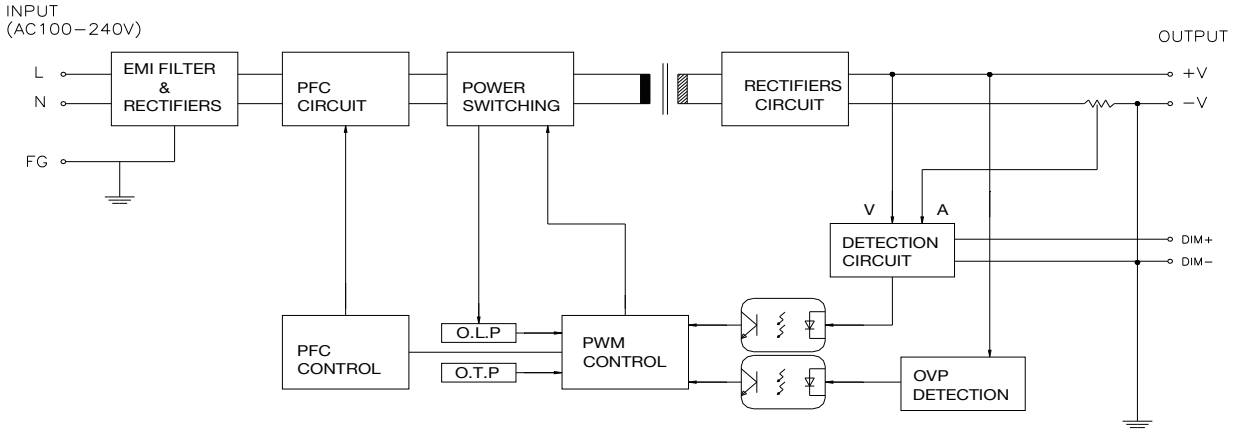 INPUT
(AC100-240V)
OUTPUT
L
N
FG
EMI FILTER
&
RECTIFIERS
PFC
CIRCUIT
POWER
SWITCHING
RECTIFIERS
CIRCUIT
+V
-V
V
A
DETECTION
CIRCUIT
DIM+
DIM-
PFC
CONTROL
O.L.P
O.T.P
PWM
CONTROL
OVP
DETECTION